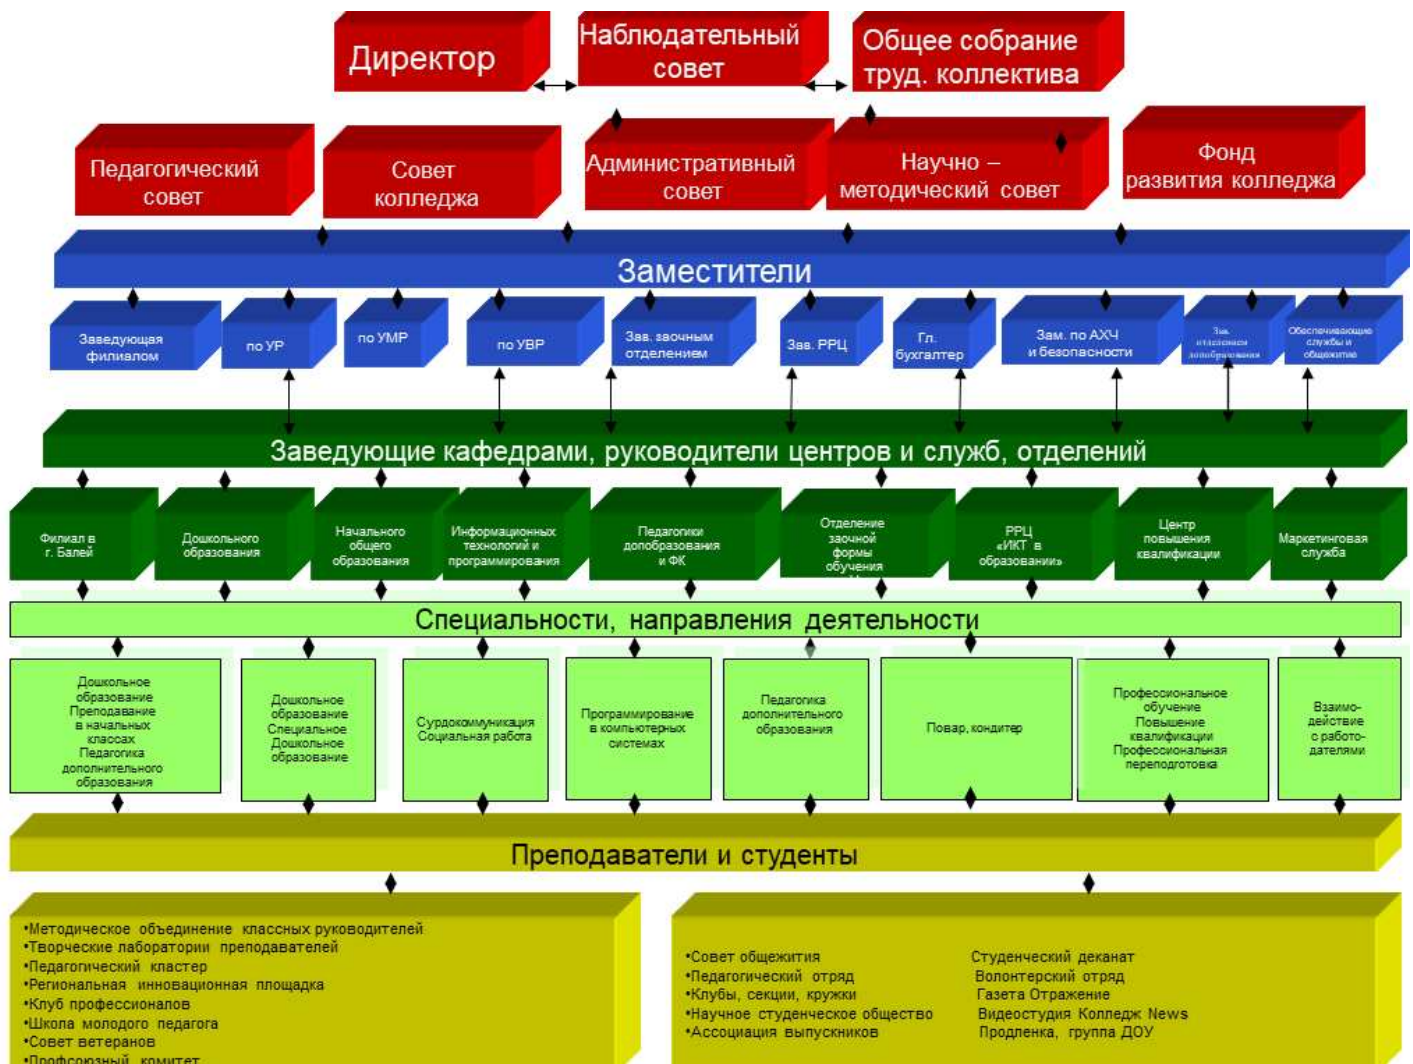 Директор
Наблюдательный
совет
Общее собрание
труд. коллектива
Педагогический
совет
Совет
колледжа
Административный
совет
Научно –
методический совет
Фонд
развития колледжа
Заместители
Заведующая
филиалом
по УР
по УМР
по УВР
Зав. заочным
отделением
Зав. РРЦ
Гл.
бухгалтер
Зам. по АХЧ
и безопасности
Зав.
отделением
допобразования
Обеспечивающие
службы и
общежитие
Заведующие кафедрами, руководители центров и служб, отделений
Филиал в
г. Балей
Дошкольного
образования
Начального
общего
образования
Информационных
технологий и
программирования
Педагогики
допобразования
и ФК
Отделение
заочной
формы
обучения
РРЦ
«ИКТ в
образовании»
Центр
повышения
квалификации
Маркетинговая
служба
Специальности, направления деятельности
Дошкольное
образование
Преподавание
в начальных
классах
Педагогика
дополнительного
образования
Дошкольное
образование
Специальное
Дошкольное
образование
Сурдокоммуникация
Социальная работа
Программирование
в компьютерных
системах
Педагогика
дополнительного
образования
Повар, кондитер
Профессиональное
обучение
Повышение
квалификации
Профессиональная
переподготовка
Взаимо-
действие
с работо-
дателями
Преподаватели и студенты
•Методическое объединение классных руководителей
•Творческие лаборатории преподавателей
•Педагогический кластер
•Региональная инновационная площадка
•Клуб профессионалов
•Школа молодого педагога
•Совет ветеранов
•Профсоюзный комитет
•Совет общежития Студенческий деканат
•Педагогический отряд Волонтерский отряд
•Клубы, секции, кружки Газета Отражение
•Научное студенческое общество Видеостудия Колледж News
•Ассоциация выпускников Продленка, группа ДОУ